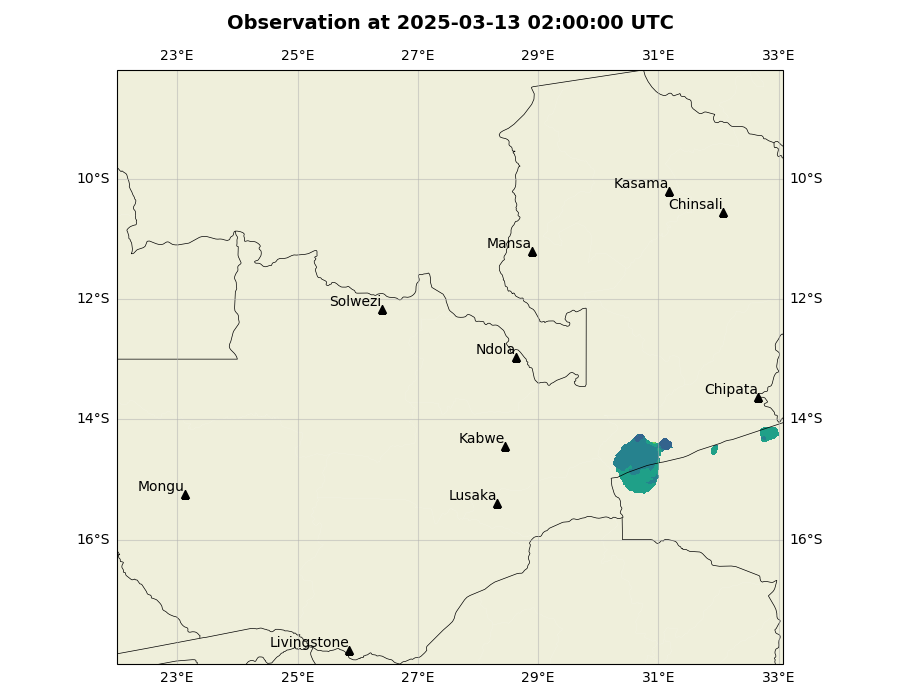 Observation at 2025-03-13 02:00:00 UTC
23°E 25°E 27°E 29°E 31°E 33°E
10°S 10°S
Kasama
Chinsali
Mansa
12°S 12°S
Solwezi
Ndola
Chipata
14°S 14°S
Kabwe
Mongu
Lusaka
16°S 16°S
Livingstone
23°E 25°E 27°E 29°E 31°E 33°E